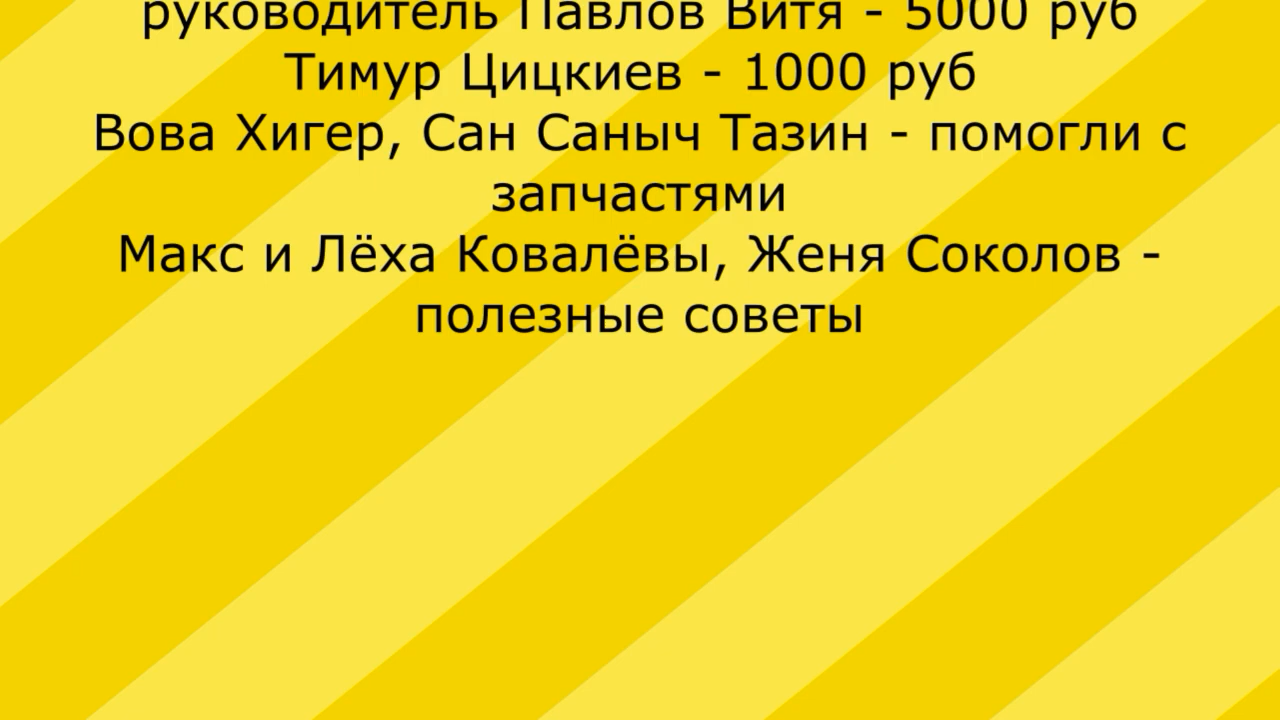 руководитель Павлов Витя - 5000 руб
Тимур Цицкиев - 1000 руб
Вова Хигер, Сан Саныч Тазин - помогли с
запчастями
Макс и Лёха Ковалёвы, Женя Соколов -
полезные советы